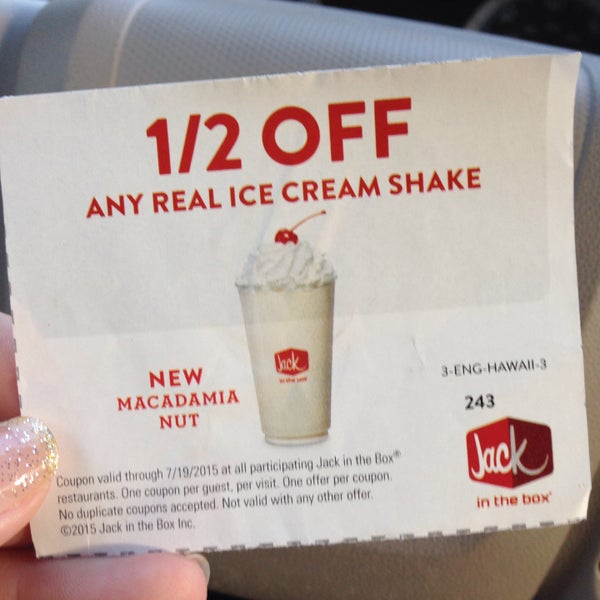 1/2 OFF
ANY REAL ICE CREAM SHAKE
Jack
in the box
NEW
MACADAMIA
NUT
3-ENG-HAWAII-3
243
Jack
in the box®
Coupon valid through 7/19/2015 at all participating Jack in the Box®
restaurants. One coupon per guest, per visit. One offer per coupon.
No duplicate coupons accepted. Not valid with any other offer.
©2015 Jack in the Box Inc.